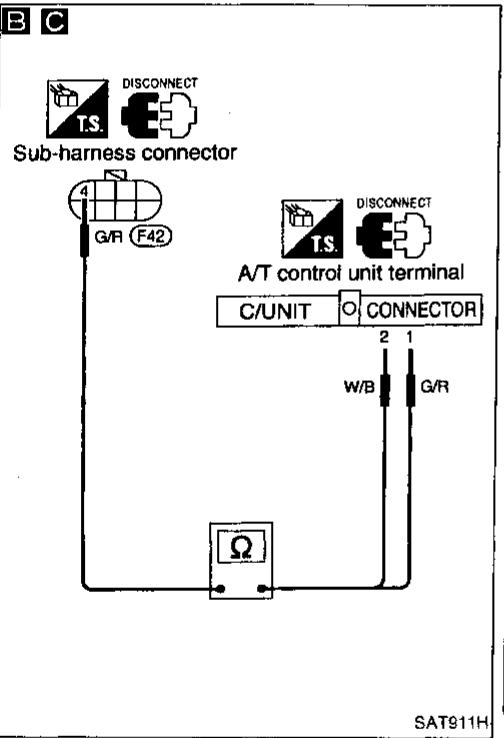 B C
DISCONNECT
T.S.
Sub-harness connector
4
G/R F42
DISCONNECT
T.S.
A/T control unit terminal
C/UNIT CONNECTOR
2 1
W/B G/R
Ω
SAT911H